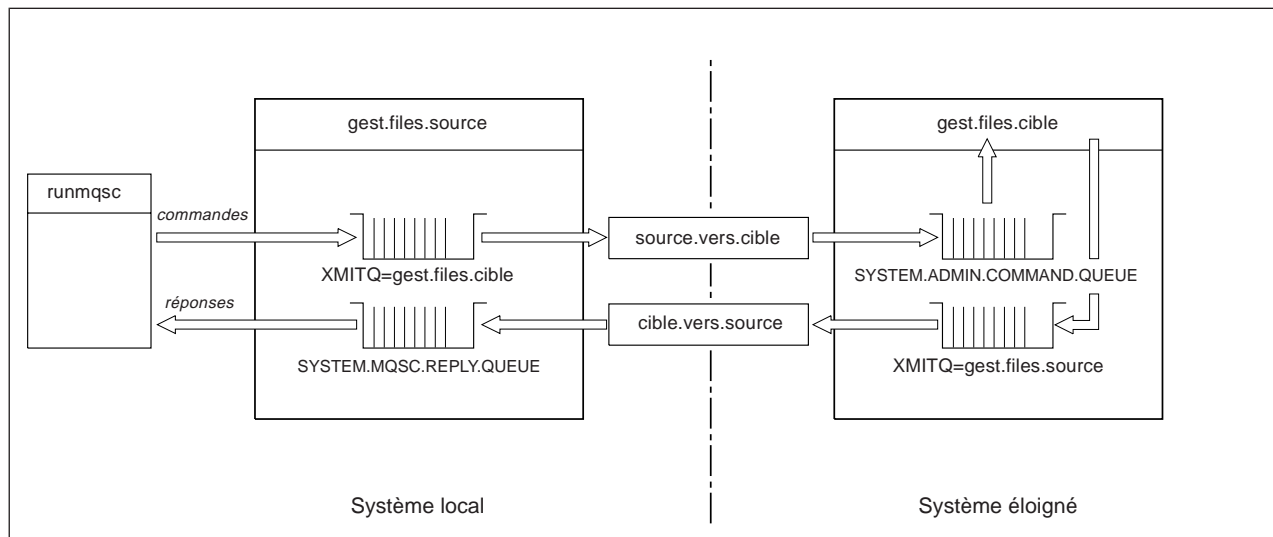 gest.files.source
gest.files.cible
runmqsc
commandes
source.vers.cible
XMITQ=gest.files.cible
SYSTEM.ADMIN.COMMAND.QUEUE
réponses
cible.vers.source
SYSTEM.MQSC.REPLY.QUEUE
XMITQ=gest.files.source
Système local
Système éloigné